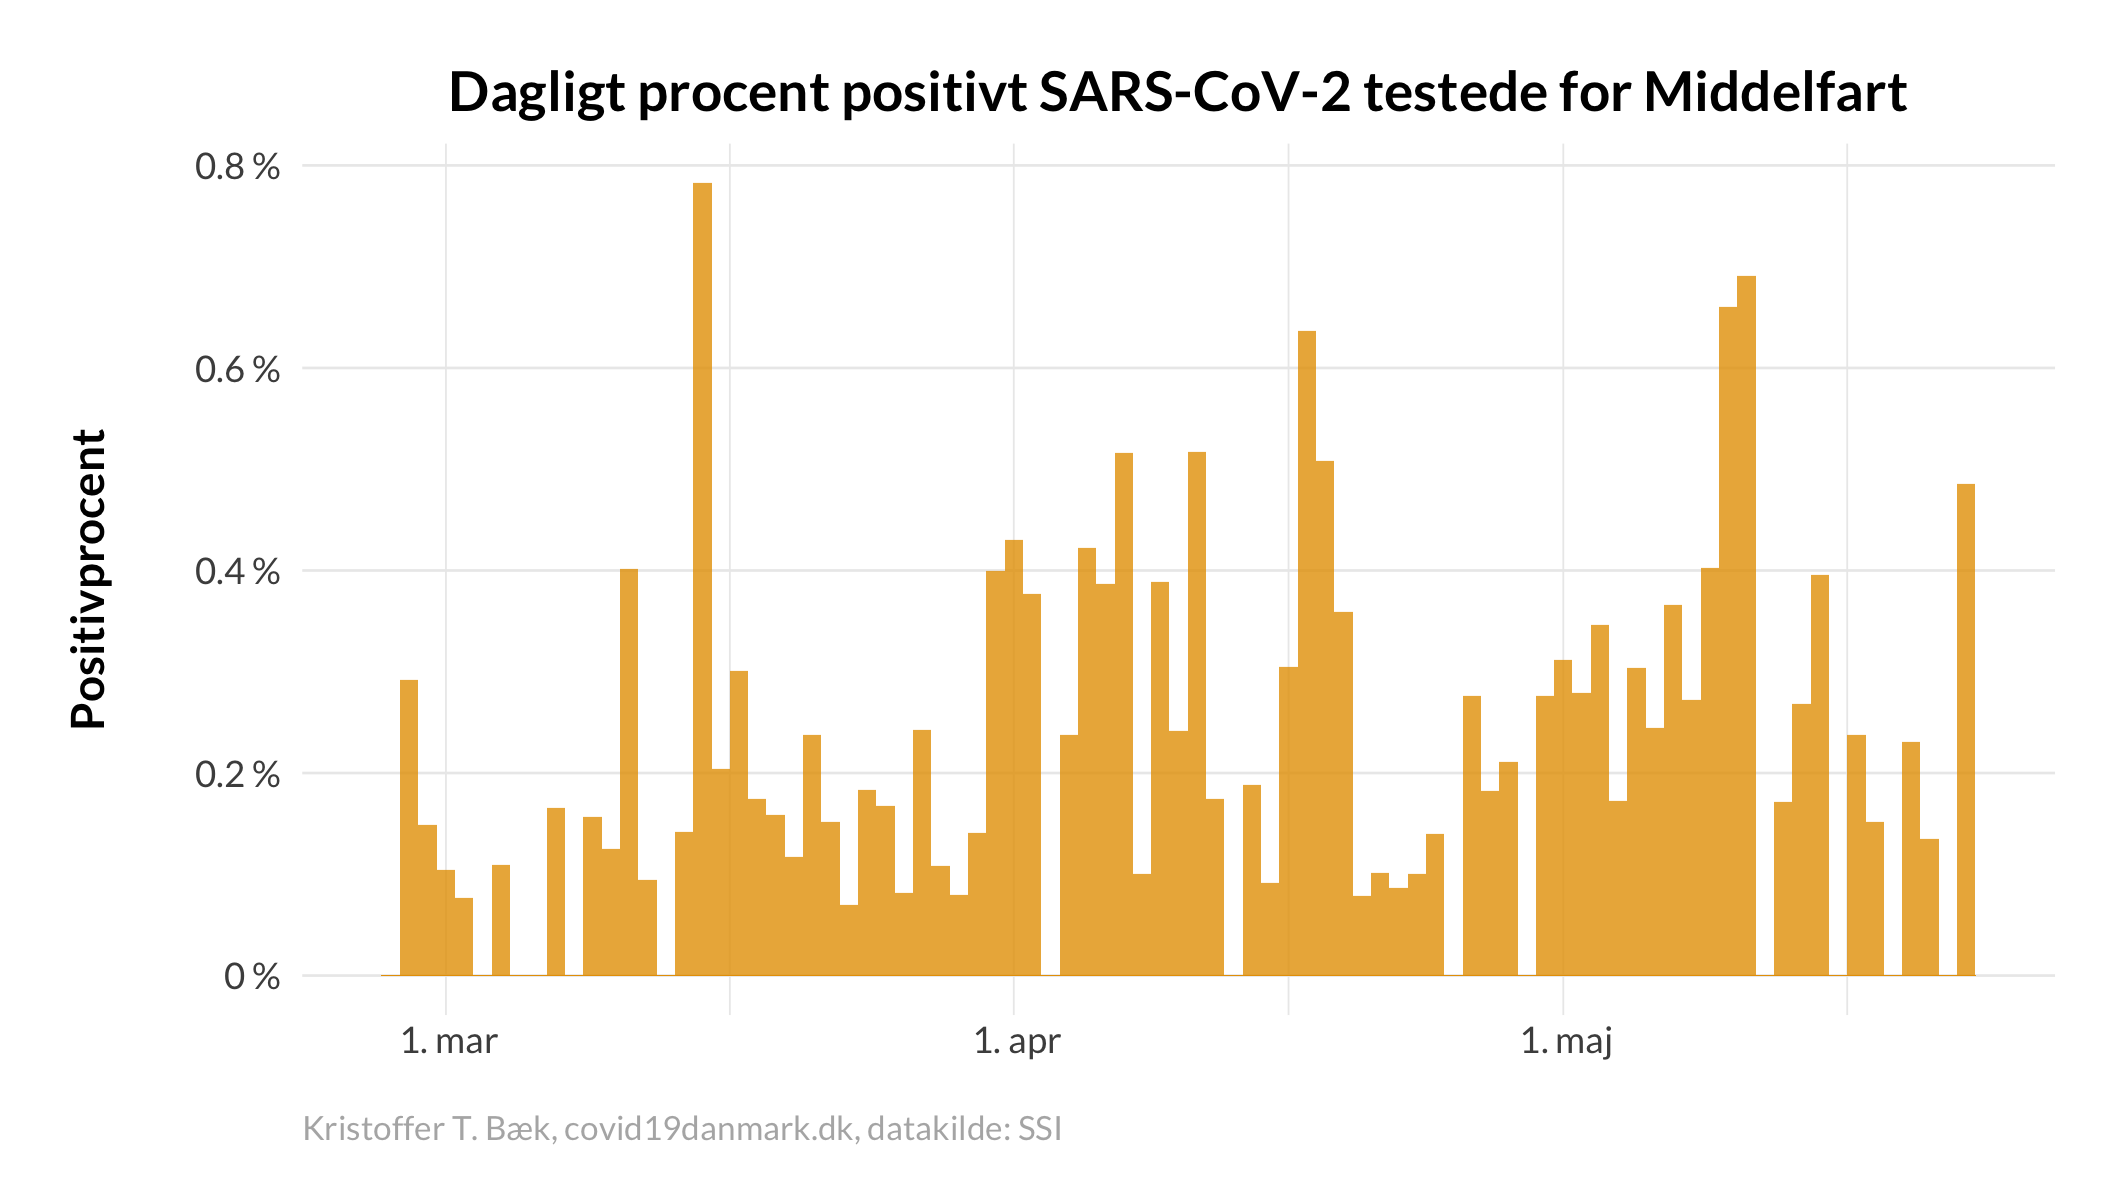 Dagligt procent positivt SARS-CoV-2 testede for Middelfart
Positivprocent
0.8 %
0.6 %
0.4 %
0.2 %
0 %
1. mar
1. apr
1. maj
Kristoffer T. Bæk, covid19danmark.dk, datakilde: SSI